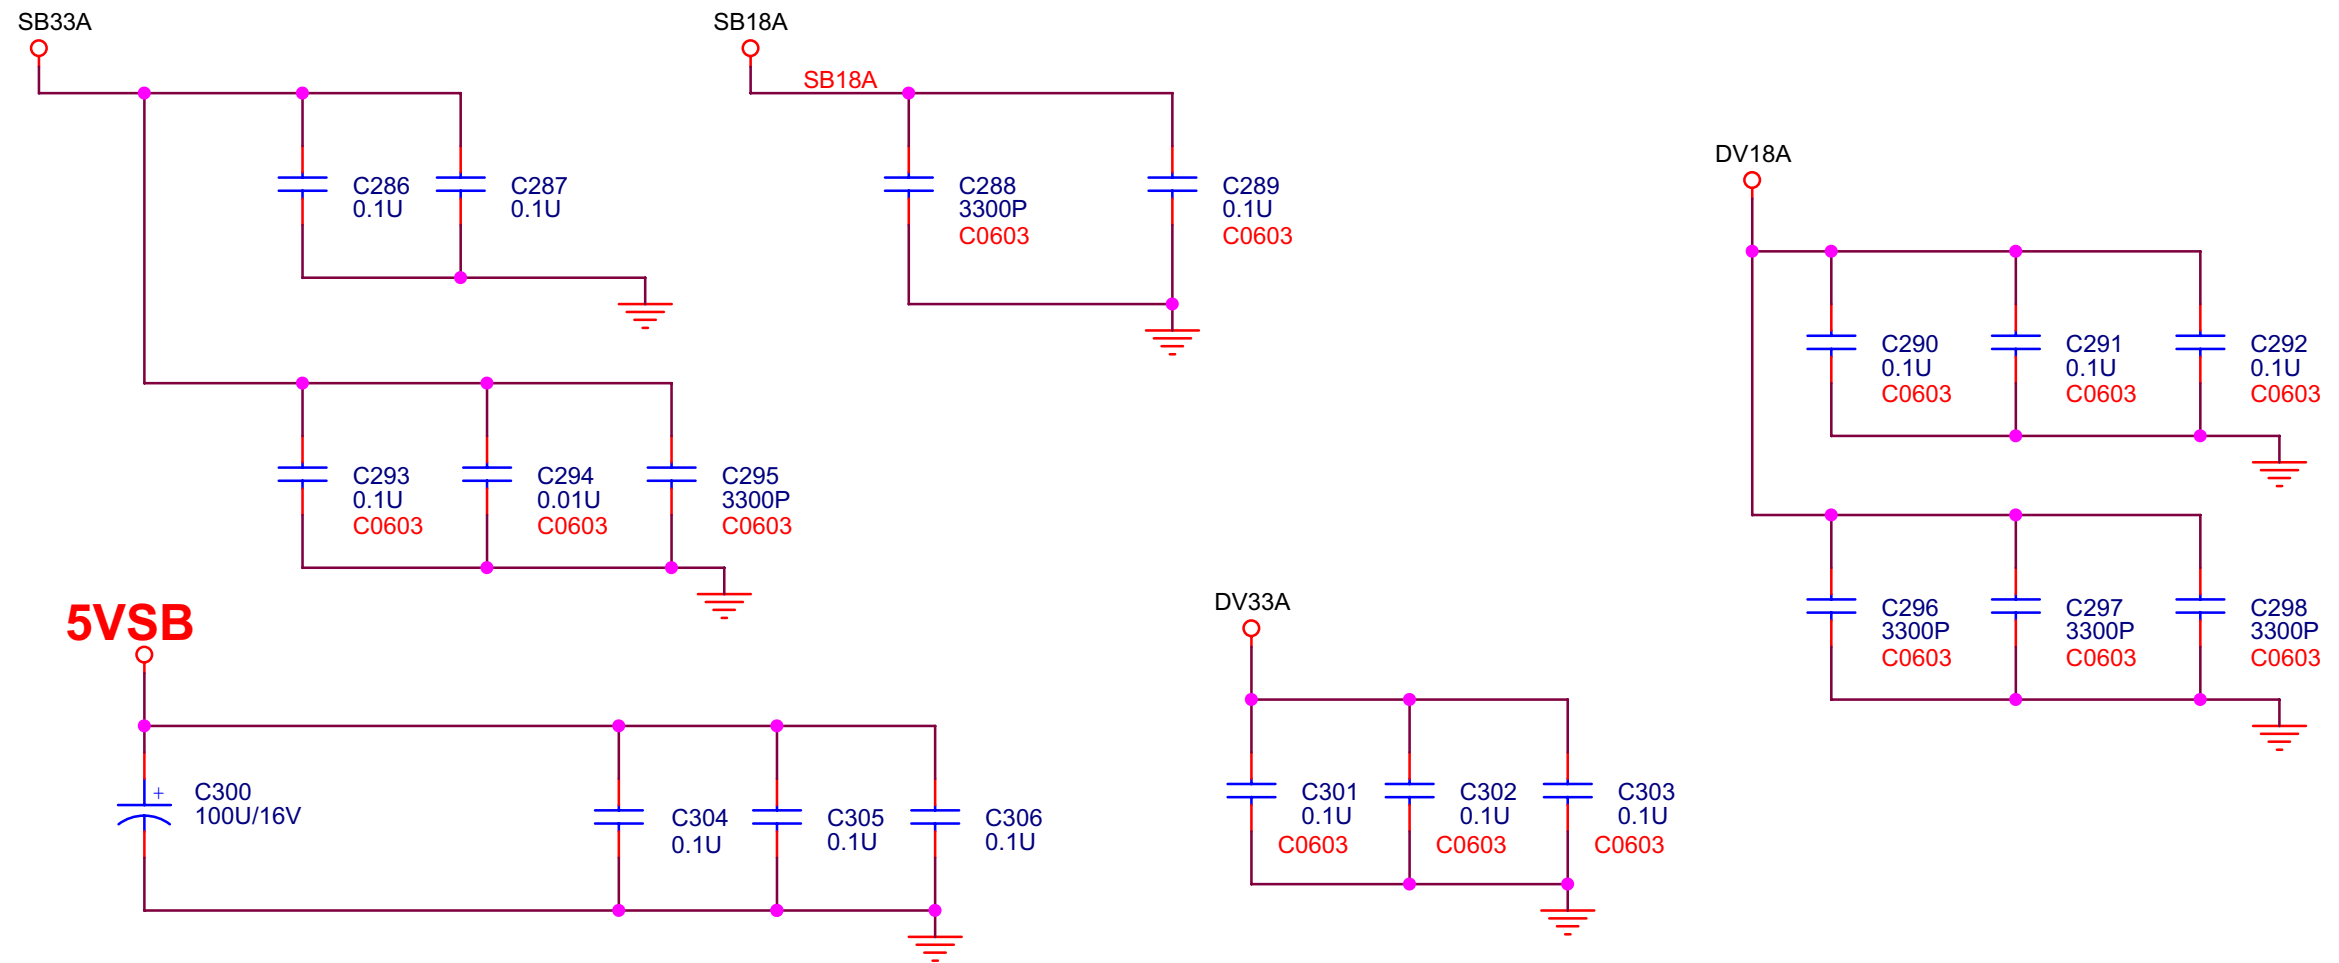 SB33A
SB18A
SB18A
DV18A
C286
0.1U
C287
0.1U
C288
3300P
C0603
C289
0.1U
C0603
C290
0.1U
C0603
C291
0.1U
C0603
C292
0.1U
C0603
C293
0.1U
C0603
C294
0.01U
C0603
C295
3300P
C0603
C296
3300P
C0603
C297
3300P
C0603
C298
3300P
C0603
5VSB
DV33A
+
C300
100U/16V
C304
0.1U
C305
0.1U
C306
0.1U
C301
0.1U
C0603
C302
0.1U
C0603
C303
0.1U
C0603